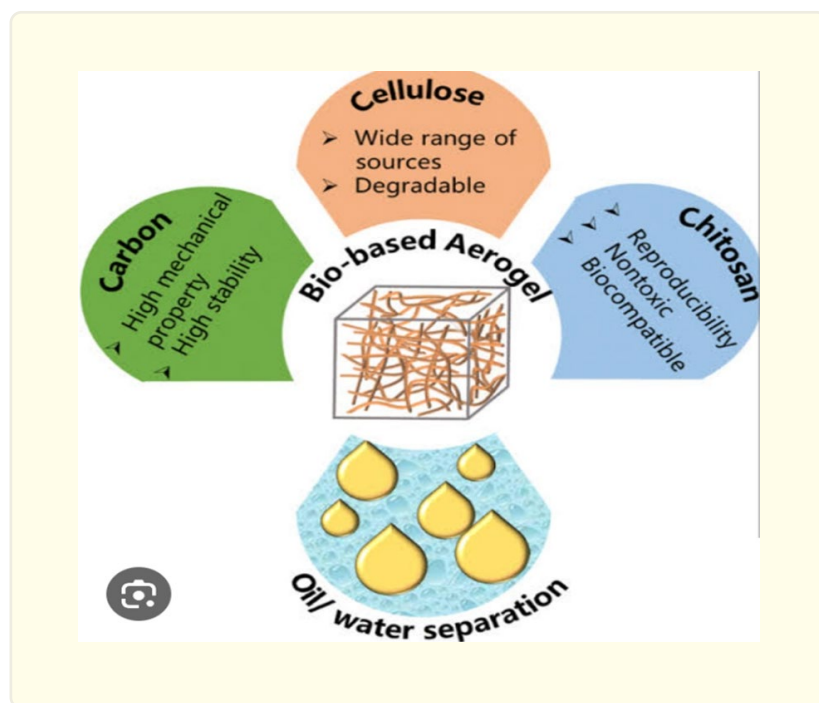 Cellulose
➤ Wide range of
sources
➤ Degradable
Carbon
➤ High mechanical
property
➤ High stability
Bio-based Aerogel
Chitosan
➤ Reproducibility
➤ Nontoxic
➤ Biocompatible
Oil/ water separation